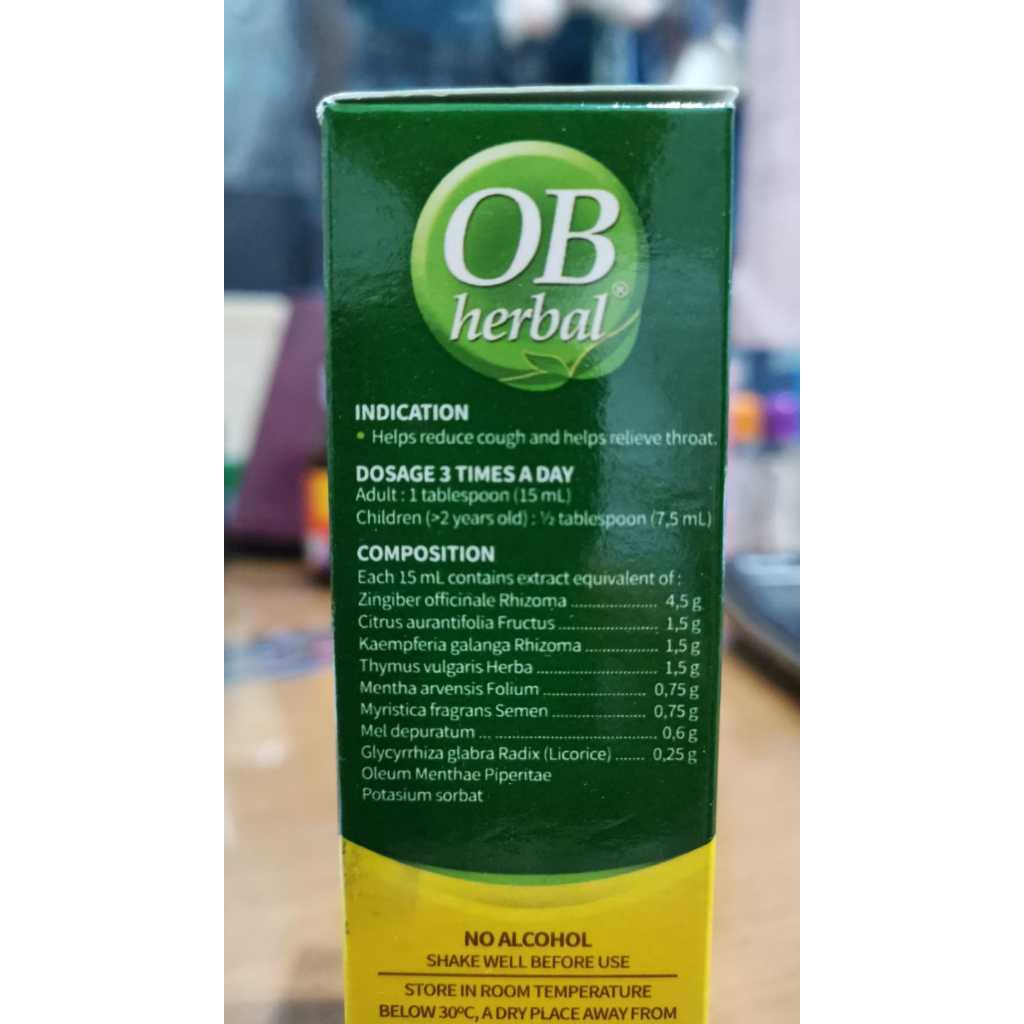 OB
herbal®
INDICATION
• Helps reduce cough and helps relieve throat.
DOSAGE 3 TIMES A DAY
Adult : 1 tablespoon (15 mL)
Children (>2 years old) : ½ tablespoon (7,5 mL)
COMPOSITION
Each 15 mL contains extract equivalent of :
Zingiber officinale Rhizoma .................... 4,5 g
Citrus aurantifolia Fructus ....................... 1,5 g
Kaempferia galanga Rhizoma ................. 1,5 g
Thymus vulgaris Herba ............................ 1,5 g
Mentha arvensis Folium ........................ 0,75 g
Myristica fragrans Semen ...................... 0,75 g
Mel depuratum ........................................ 0,6 g
Glycyrrhiza glabra Radix (Licorice) ....... 0,25 g
Oleum Menthae Piperitae
Potasium sorbat
NO ALCOHOL
SHAKE WELL BEFORE USE
STORE IN ROOM TEMPERATURE
BELOW 30ºC, A DRY PLACE AWAY FROM